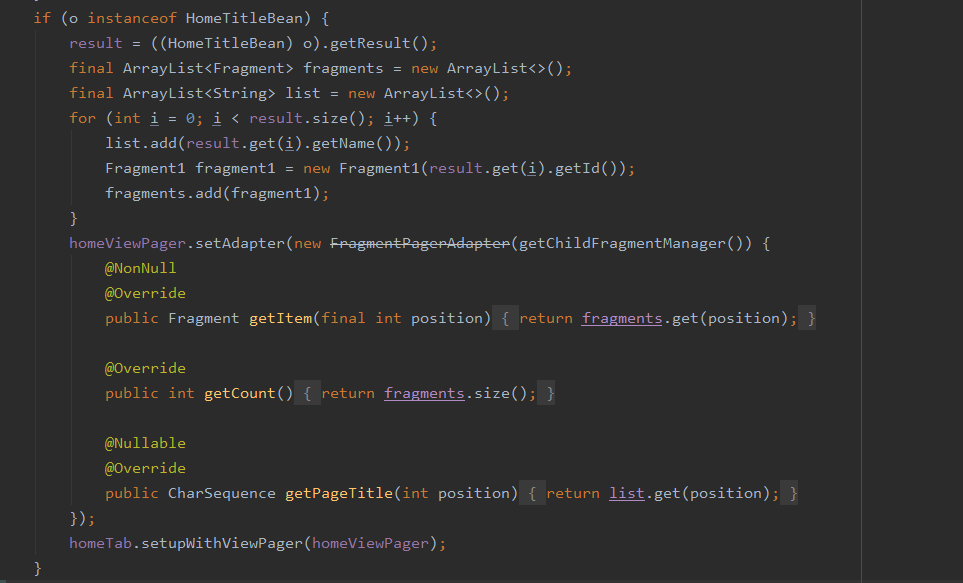 if (o instanceof HomeTitleBean) {
    result = ((HomeTitleBean) o).getResult();
    final ArrayList<Fragment> fragments = new ArrayList<>();
    final ArrayList<String> list = new ArrayList<>();
    for (int i = 0; i < result.size(); i++) {
        list.add(result.get(i).getName());
        Fragment1 fragment1 = new Fragment1(result.get(i).getId());
        fragments.add(fragment1);
    }
    homeViewPager.setAdapter(new FragmentPagerAdapter(getChildFragmentManager()) {
        @NonNull
        @Override
        public Fragment getItem(final int position) { return fragments.get(position); }

        @Override
        public int getCount() { return fragments.size(); }

        @Nullable
        @Override
        public CharSequence getPageTitle(int position) { return list.get(position); }
    });
    homeTab.setupWithViewPager(homeViewPager);
}